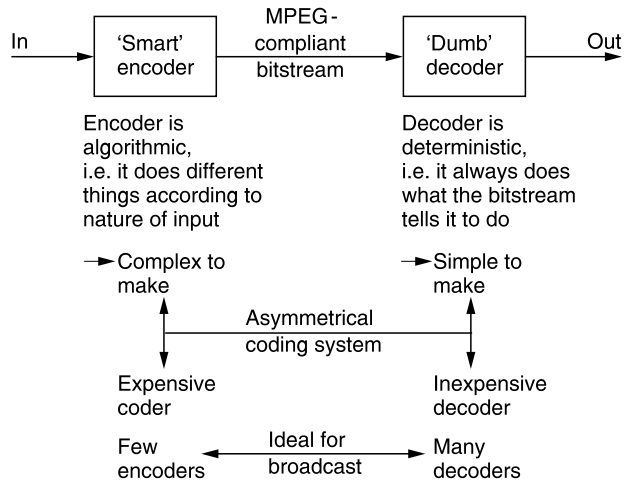 In
'Smart'
encoder
MPEG-
compliant
bitstream
'Dumb'
decoder
Out
Encoder is
algorithmic,
i.e. it does different
things according to
nature of input
Decoder is
deterministic,
i.e. it always does
what the bitstream
tells it to do
Complex to
make
Simple to
make
Asymmetrical
coding system
Expensive
coder
Inexpensive
decoder
Few
encoders
Ideal for
broadcast
Many
decoders